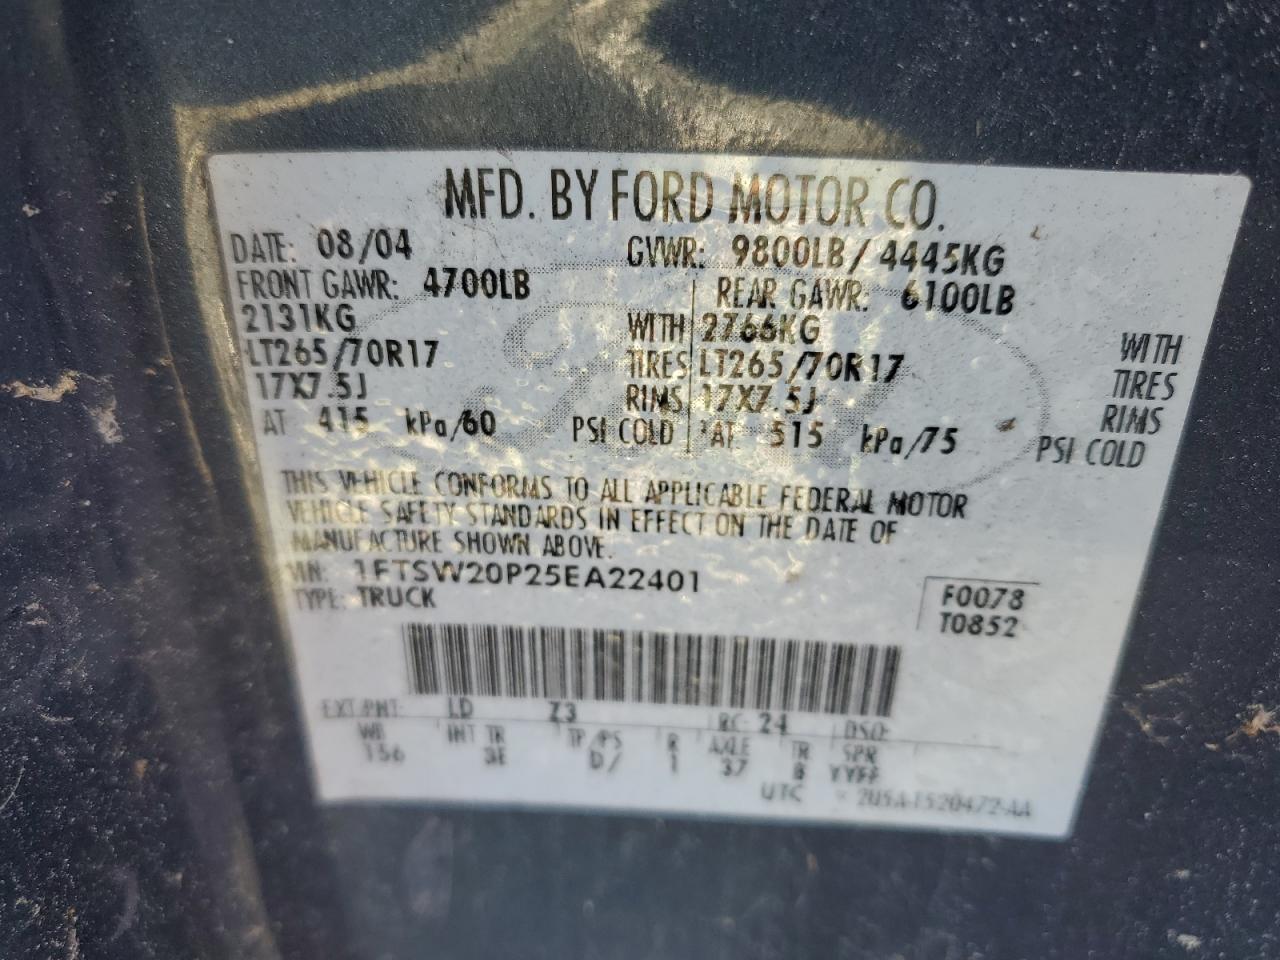 MFD. BY FORD MOTOR CO.
DATE: 08/04 GVWR: 9800LB/4445KG
FRONT GAWR: 4700LB REAR GAWR: 6100LB
2131KG WITH 2766KG WITH
LT265/70R17 TIRES LT265/70R17 TIRES
17X7.5J RIMS 17X7.5J RIMS
AT 415 kPa/60 PSI COLD AT 515 kPa/75 PSI COLD
THIS VEHICLE CONFORMS TO ALL APPLICABLE FEDERAL MOTOR
VEHICLE SAFETY STANDARDS IN EFFECT ON THE DATE OF
MANUFACTURE SHOWN ABOVE.
VIN: 1FTSW20P25EA22401
TYPE: TRUCK
F0078
T0852
EXT PNT: LD Z3 RC: 24 DSO:
WB INT TR TP/PS R AXLE TR SPR
156 3E D/ 1 37 B YYFF
UTC